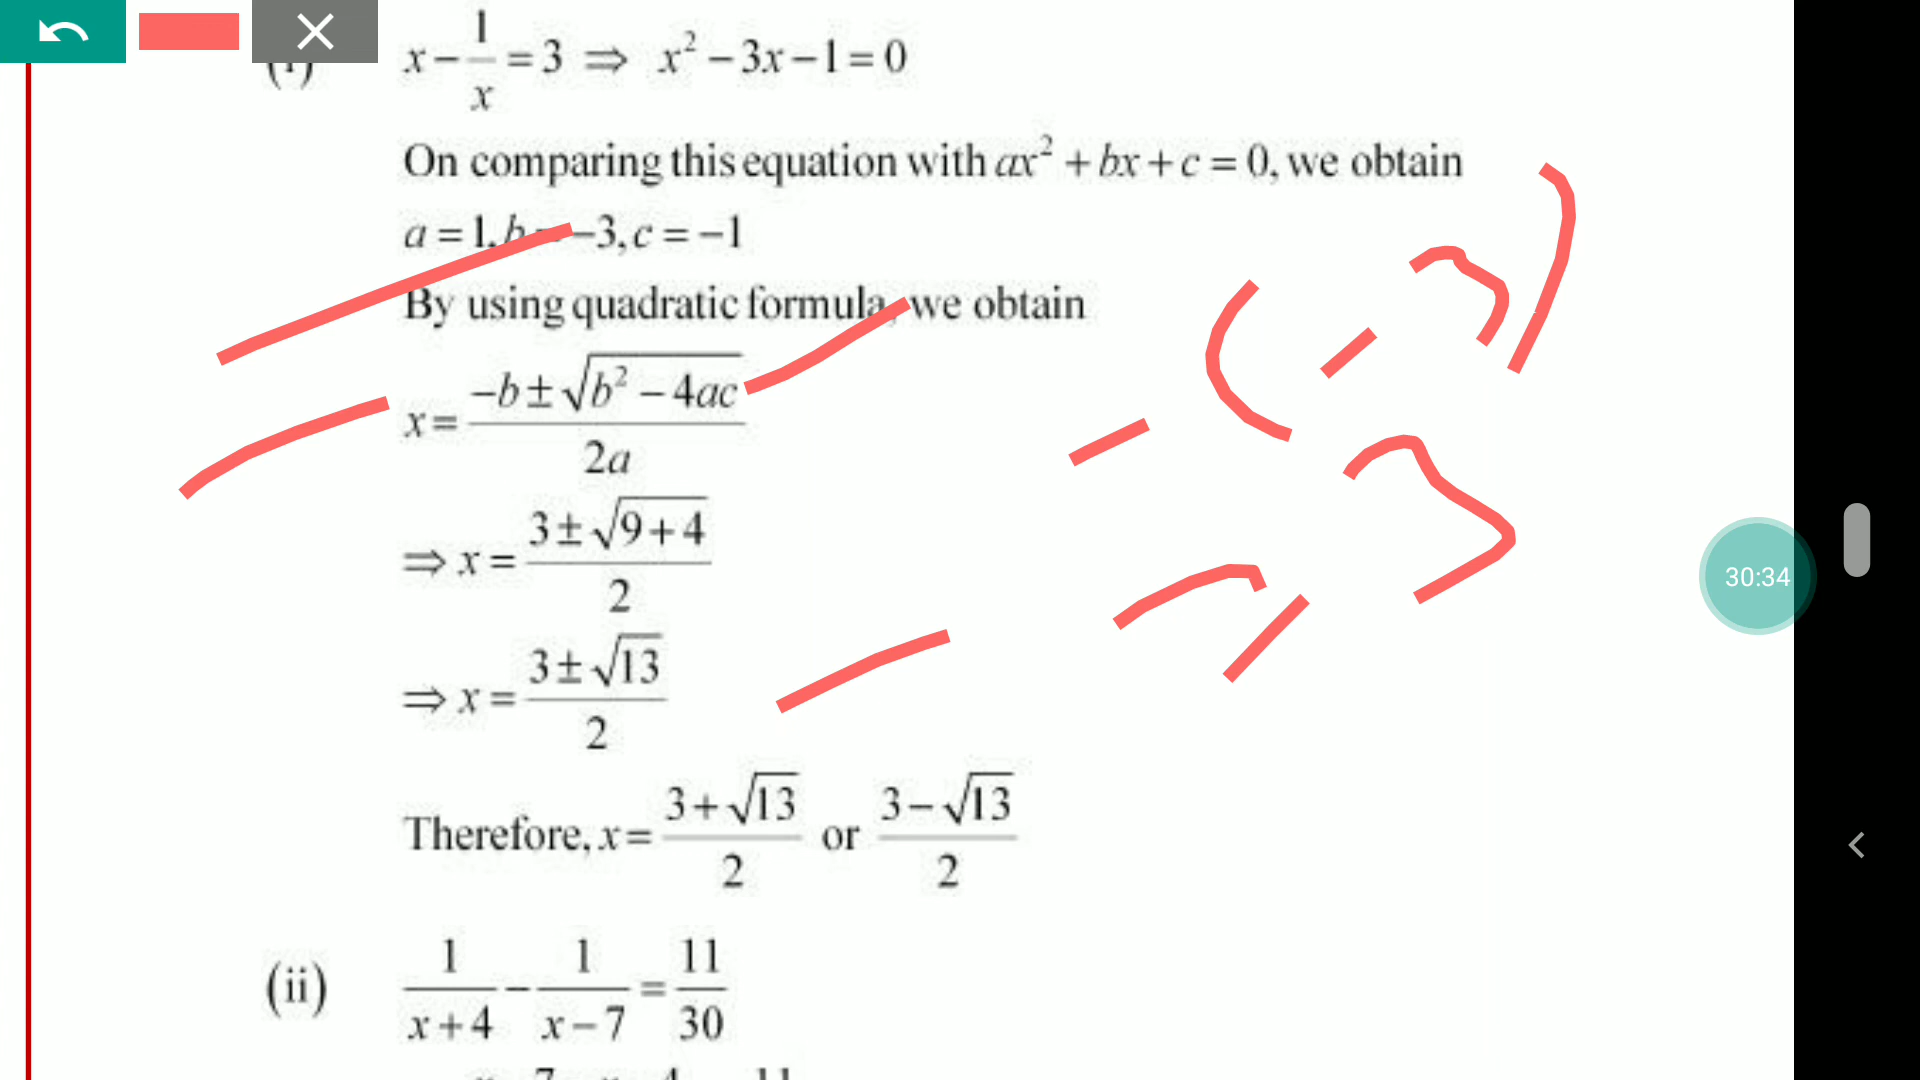 (i) x − 1/x = 3 ⇒ x² − 3x − 1 = 0
On comparing this equation with ax² + bx + c = 0, we obtain
a = 1, b = −3, c = −1
By using quadratic formula, we obtain
x = (−b ± √(b² − 4ac))/2a
⇒ x = (3 ± √(9 + 4))/2
30:34
⇒ x = (3 ± √13)/2
Therefore, x = (3 + √13)/2 or (3 − √13)/2
(ii) 1/(x + 4) − 1/(x − 7) = 11/30